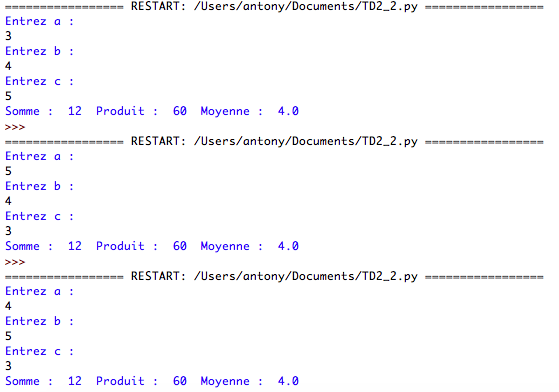 ================= RESTART: /Users/antony/Documents/TD2_2.py =================
Entrez a :
3
Entrez b :
4
Entrez c :
5
Somme :  12  Produit :  60  Moyenne :  4.0
>>>
================= RESTART: /Users/antony/Documents/TD2_2.py =================
Entrez a :
5
Entrez b :
4
Entrez c :
3
Somme :  12  Produit :  60  Moyenne :  4.0
>>>
================= RESTART: /Users/antony/Documents/TD2_2.py =================
Entrez a :
4
Entrez b :
5
Entrez c :
3
Somme :  12  Produit :  60  Moyenne :  4.0